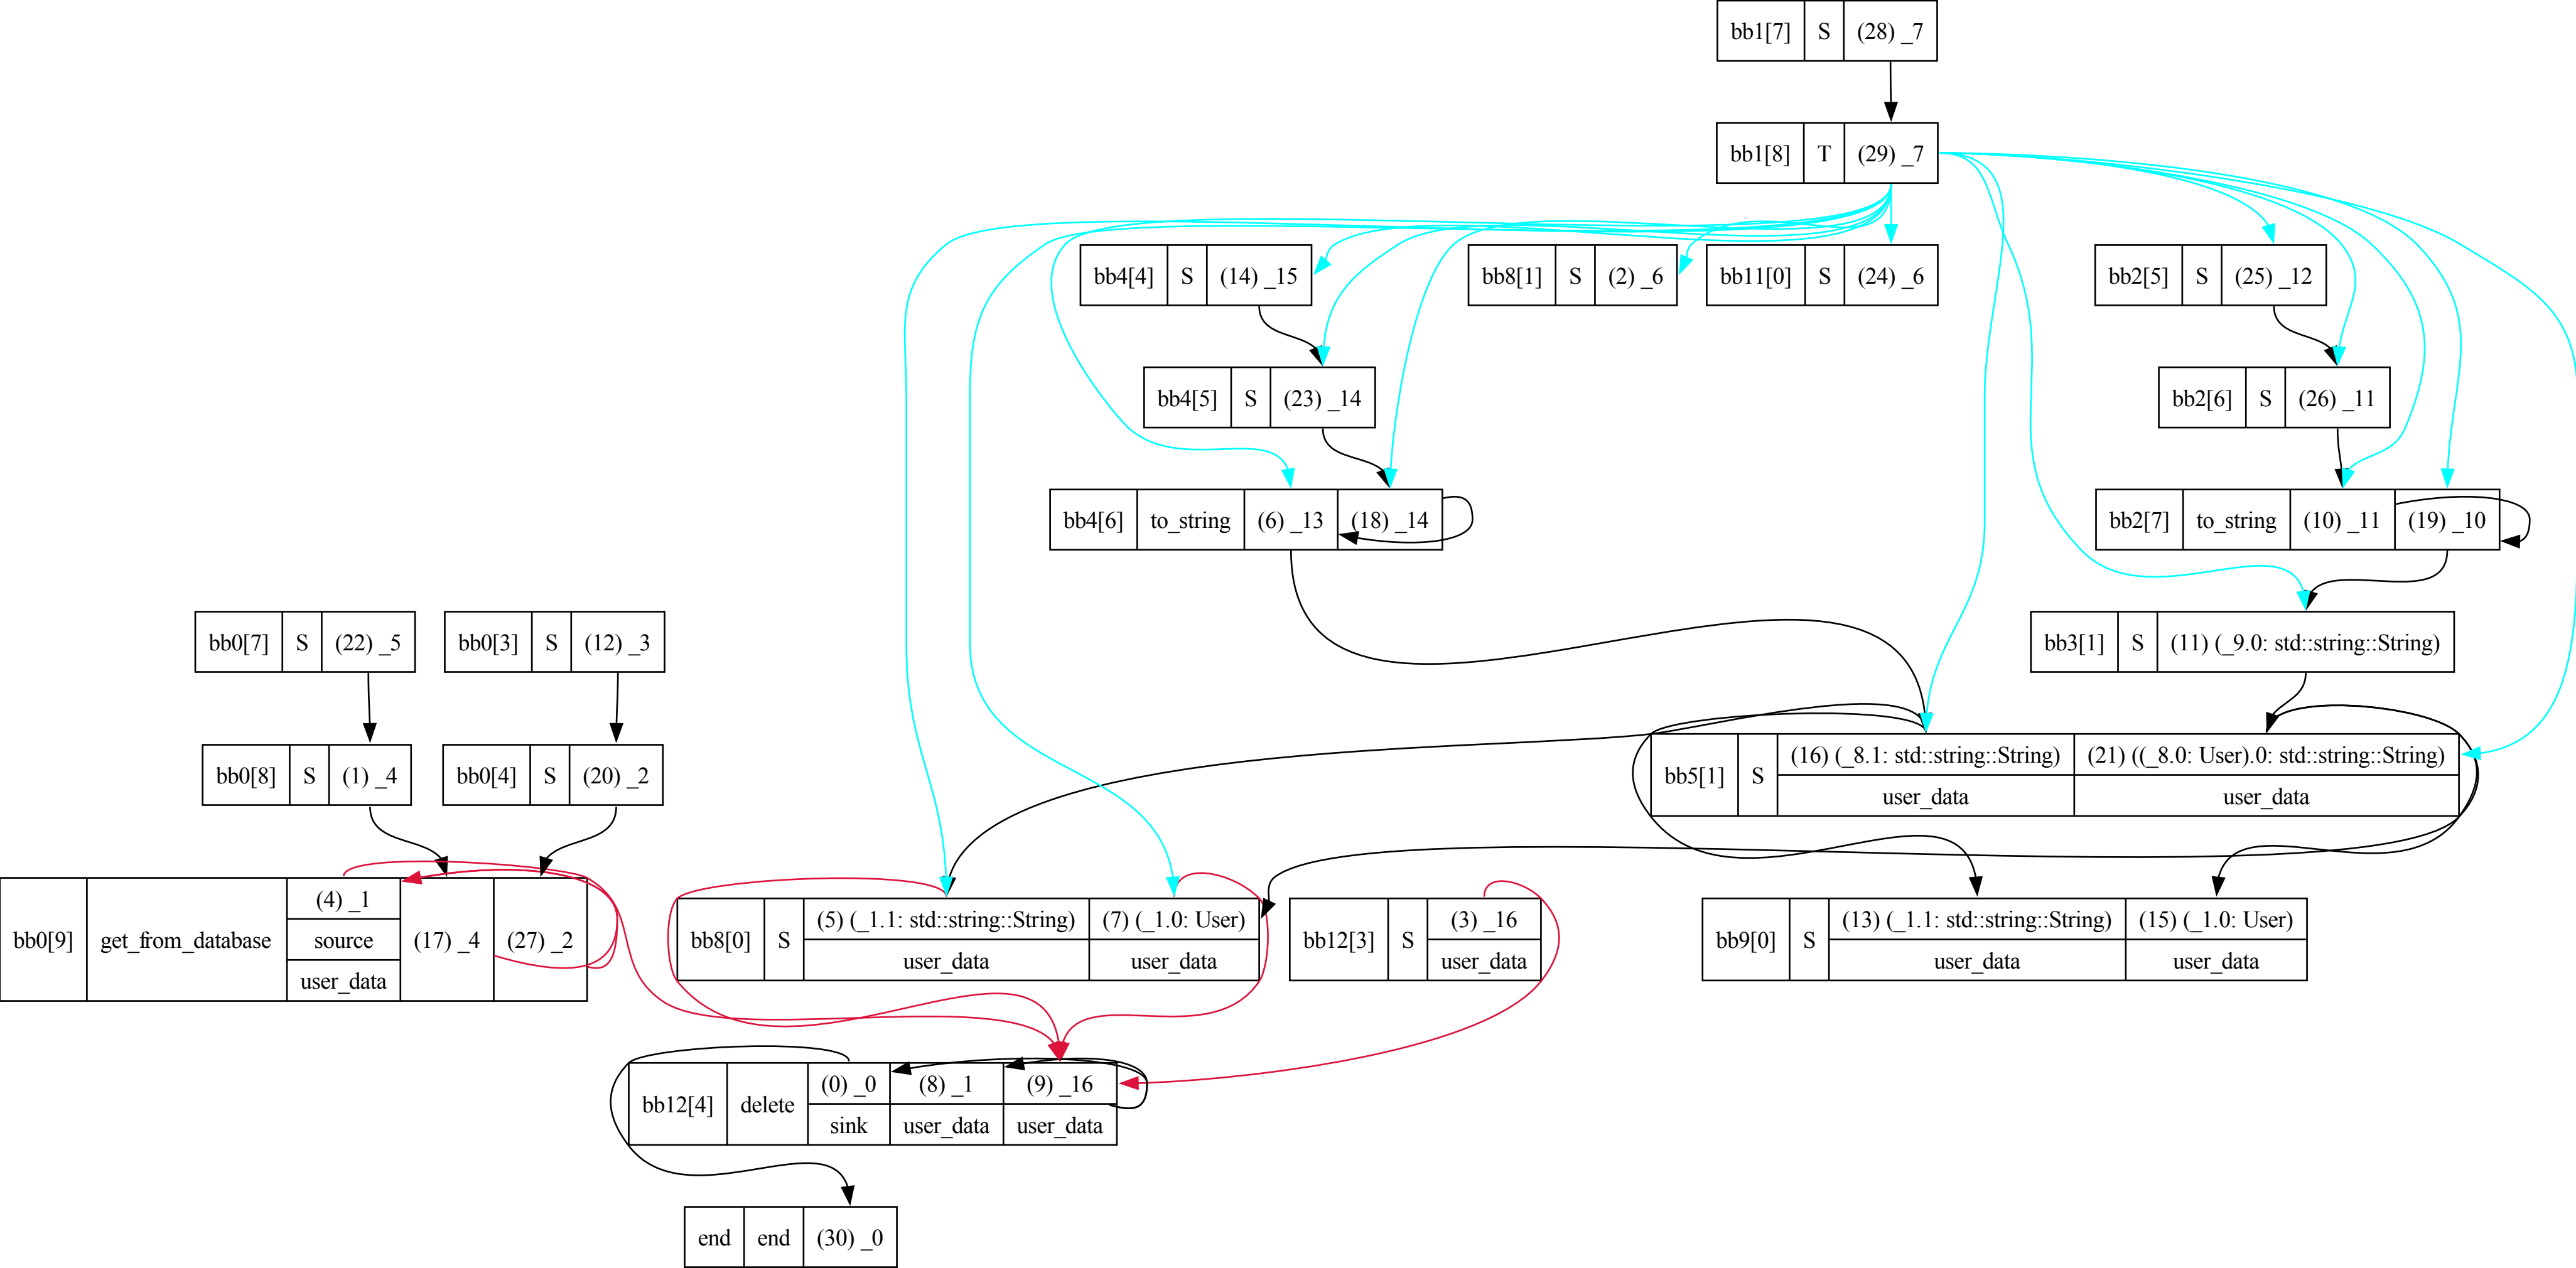 bb1[7] S (28) _7
bb1[8] T (29) _7
bb4[4] S (14) _15
bb8[1] S (2) _6
bb11[0] S (24) _6
bb2[5] S (25) _12
bb4[5] S (23) _14
bb2[6] S (26) _11
bb4[6] to_string (6) _13 (18) _14
bb2[7] to_string (10) _11 (19) _10
bb0[7] S (22) _5
bb0[3] S (12) _3
bb3[1] S (11) (_9.0: std::string::String)
bb0[8] S (1) _4
bb0[4] S (20) _2
bb5[1] S (16) (_8.1: std::string::String) (21) ((_8.0: User).0: std::string::String)
user_data user_data
bb0[9] get_from_database (4) _1 (17) _4 (27) _2
source
user_data
bb8[0] S (5) (_1.1: std::string::String) (7) (_1.0: User)
user_data user_data
bb12[3] S (3) _16
user_data
bb9[0] S (13) (_1.1: std::string::String) (15) (_1.0: User)
user_data user_data
bb12[4] delete (0) _0 (8) _1 (9) _16
sink user_data user_data
end end (30) _0